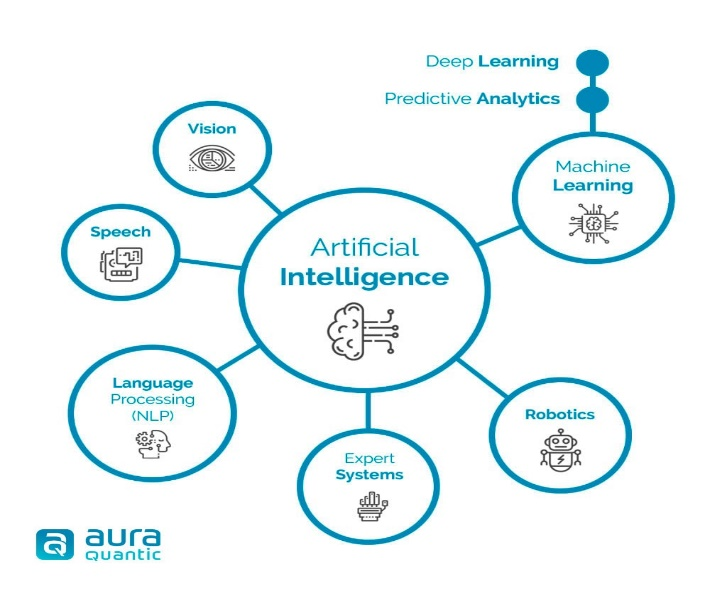 Deep Learning
Predictive Analytics
Vision
Machine
Learning
Speech
Artificial
Intelligence
Language
Processing
(NLP)
Robotics
Expert
Systems
aura
quantic